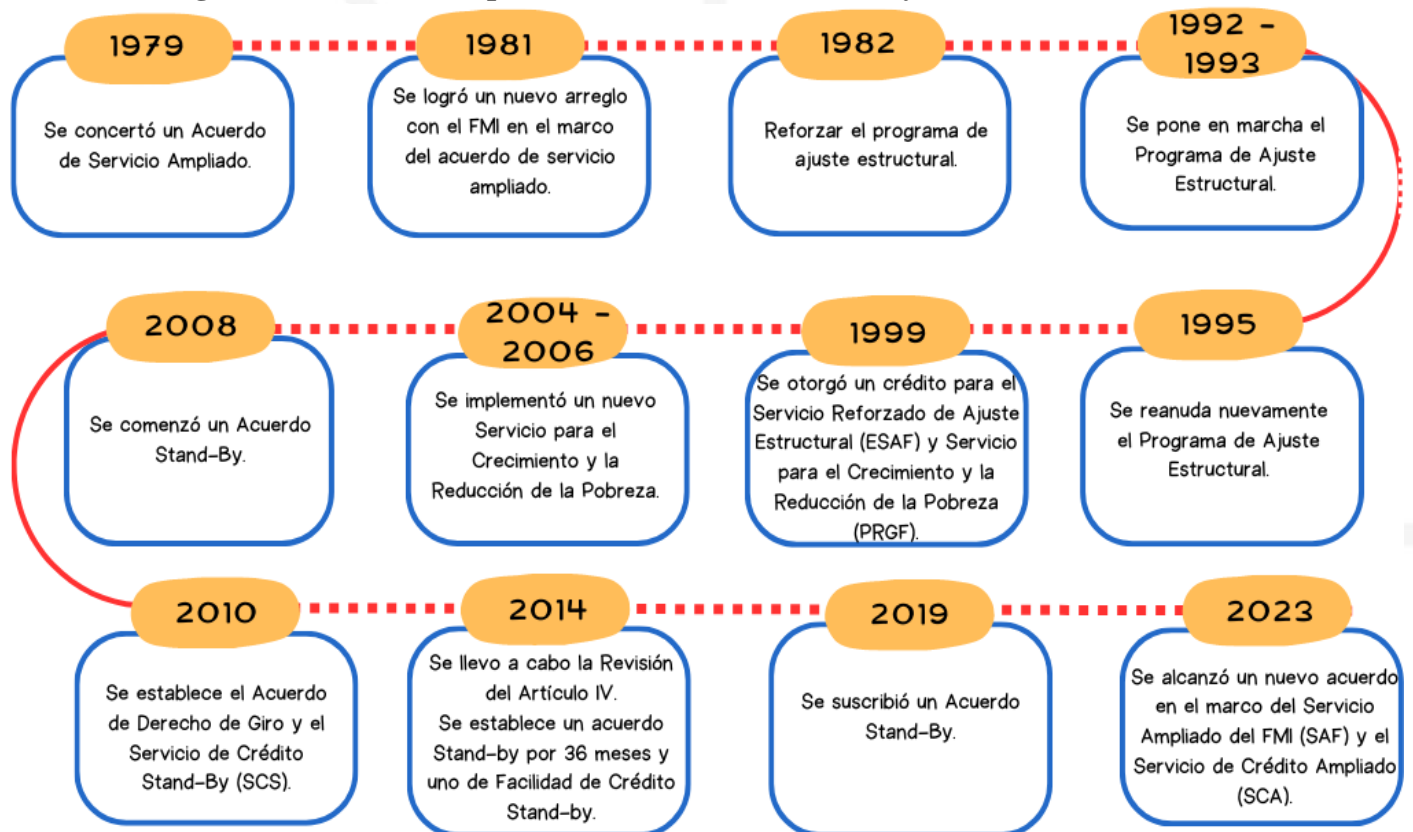 1979
Se concertó un Acuerdo
de Servicio Ampliado.
1981
Se logró un nuevo arreglo
con el FMI en el marco
del acuerdo de servicio
ampliado.
1982
Reforzar el programa de
ajuste estructural.
1992 -
1993
Se pone en marcha el
Programa de Ajuste
Estructural.
1995
Se reanuda nuevamente
el Programa de Ajuste
Estructural.
1999
Se otorgó un crédito para el
Servicio Reforzado de Ajuste
Estructural (ESAF) y Servicio
para el Crecimiento y la
Reducción de la Pobreza
(PRGF).
2004 -
2006
Se implementó un nuevo
Servicio para el
Crecimiento y la
Reducción de la Pobreza.
2008
Se comenzó un Acuerdo
Stand-By.
2010
Se establece el Acuerdo
de Derecho de Giro y el
Servicio de Crédito
Stand-By (SCS).
2014
Se llevo a cabo la Revisión
del Artículo IV.
Se establece un acuerdo
Stand-by por 36 meses y
uno de Facilidad de Crédito
Stand-by.
2019
Se suscribió un Acuerdo
Stand-By.
2023
Se alcanzó un nuevo acuerdo
en el marco del Servicio
Ampliado del FMI (SAF) y el
Servicio de Crédito Ampliado
(SCA).